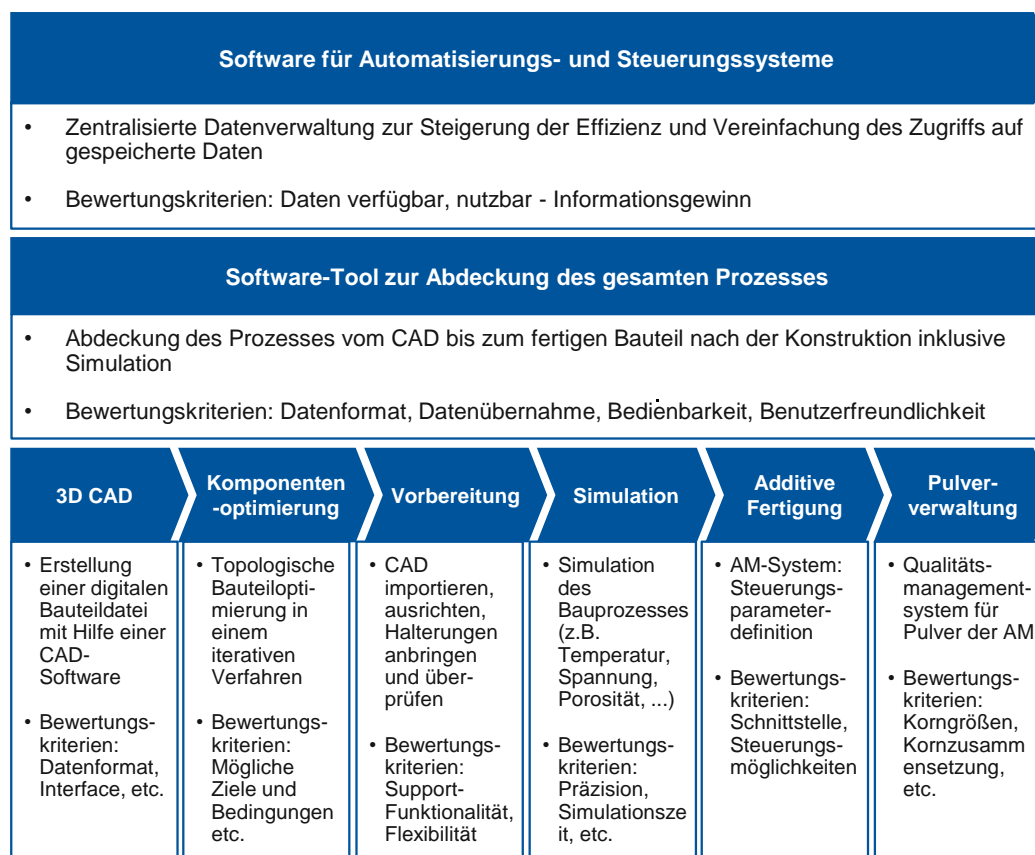 Software für Automatisierungs- und Steuerungssysteme
• Zentralisierte Datenverwaltung zur Steigerung der Effizienz und Vereinfachung des Zugriffs auf
gespeicherte Daten
• Bewertungskriterien: Daten verfügbar, nutzbar - Informationsgewinn
Software-Tool zur Abdeckung des gesamten Prozesses
• Abdeckung des Prozesses vom CAD bis zum fertigen Bauteil nach der Konstruktion inklusive
Simulation
• Bewertungskriterien: Datenformat, Datenübernahme, Bedienbarkeit, Benutzerfreundlichkeit
3D CAD
• Erstellung
einer digitalen
Bauteildatei
mit Hilfe einer
CAD-
Software
• Bewertungs-
kriterien:
Datenformat,
Interface, etc.
Komponenten
-optimierung
• Topologische
Bauteilopti-
mierung in
einem
iterativen
Verfahren
• Bewertungs-
kriterien:
Mögliche
Ziele und
Bedingungen
etc.
Vorbereitung
• CAD
importieren,
ausrichten,
Halterungen
anbringen
und über-
prüfen
• Bewertungs-
kriterien:
Support-
Funktionalität,
Flexibilität
Simulation
• Simulation
des
Bauprozesses
(z.B.
Temperatur,
Spannung,
Porosität, ...)
• Bewertungs-
kriterien:
Präzision,
Simulationsze
it, etc.
Additive
Fertigung
• AM-System:
Steuerungs-
parameter-
definition
• Bewertungs-
kriterien:
Schnittstelle,
Steuerungs-
möglichkeiten
Pulver-
verwaltung
• Qualitäts-
management-
system für
Pulver der AM
• Bewertungs-
kriterien:
Korngrößen,
Kornzusamm
ensetzung,
etc.